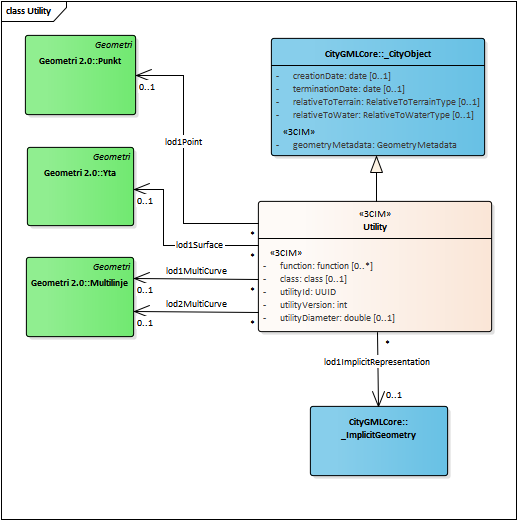 class Utility
Geometri
Geometri 2.0::Punkt
0..1
lod1Point
CityGMLCore::_CityObject
- creationDate: date [0..1]
- terminationDate: date [0..1]
- relativeToTerrain: RelativeToTerrainType [0..1]
- relativeToWater: RelativeToWaterType [0..1]
«3CIM»
- geometryMetadata: GeometryMetadata
Geometri
Geometri 2.0::Yta
0..1
lod1Surface
*
«3CIM»
Utility
«3CIM»
- function: function [0..*]
- class: class [0..1]
- utilityId: UUID
- utilityVersion: int
- utilityDiameter: double [0..1]
*
Geometri
Geometri 2.0::Multilinje
lod1MultiCurve
0..1
*
lod2MultiCurve
0..1
*
*
lod1ImplicitRepresentation
0..1
CityGMLCore::
_ImplicitGeometry